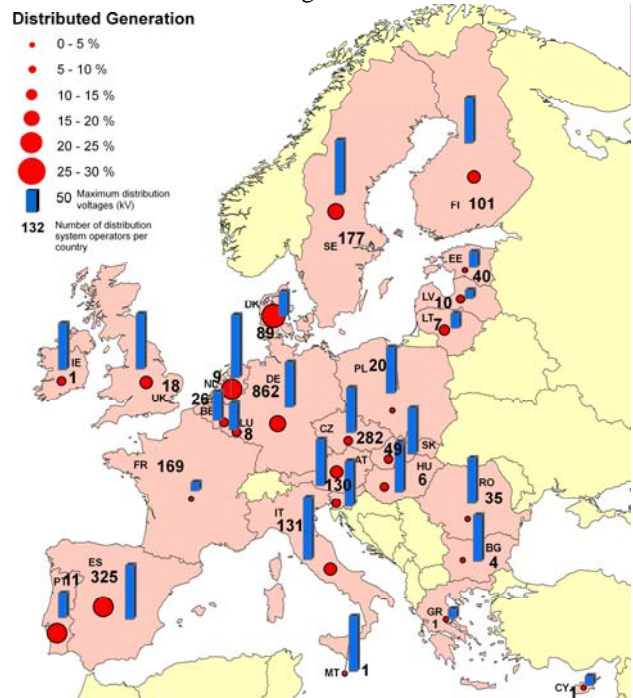 Distributed Generation
0 - 5 %
5 - 10 %
10 - 15 %
15 - 20 %
20 - 25 %
25 - 30 %
50 Maximum distribution
voltages (kV)
132 Number of distribution
system operators per
country
FI 101
SE 177
EE
40
LV 10
LT 7
DK
89
IE
1
18
UK
9
NL
26
BE
LU
8
DE
862
PL 20
CZ
282
SK
49
AT
130
HU
6
FR 169
RO
35
IT
131
BG
4
ES
325
PT 11
GR
1
MT 1
CY 1